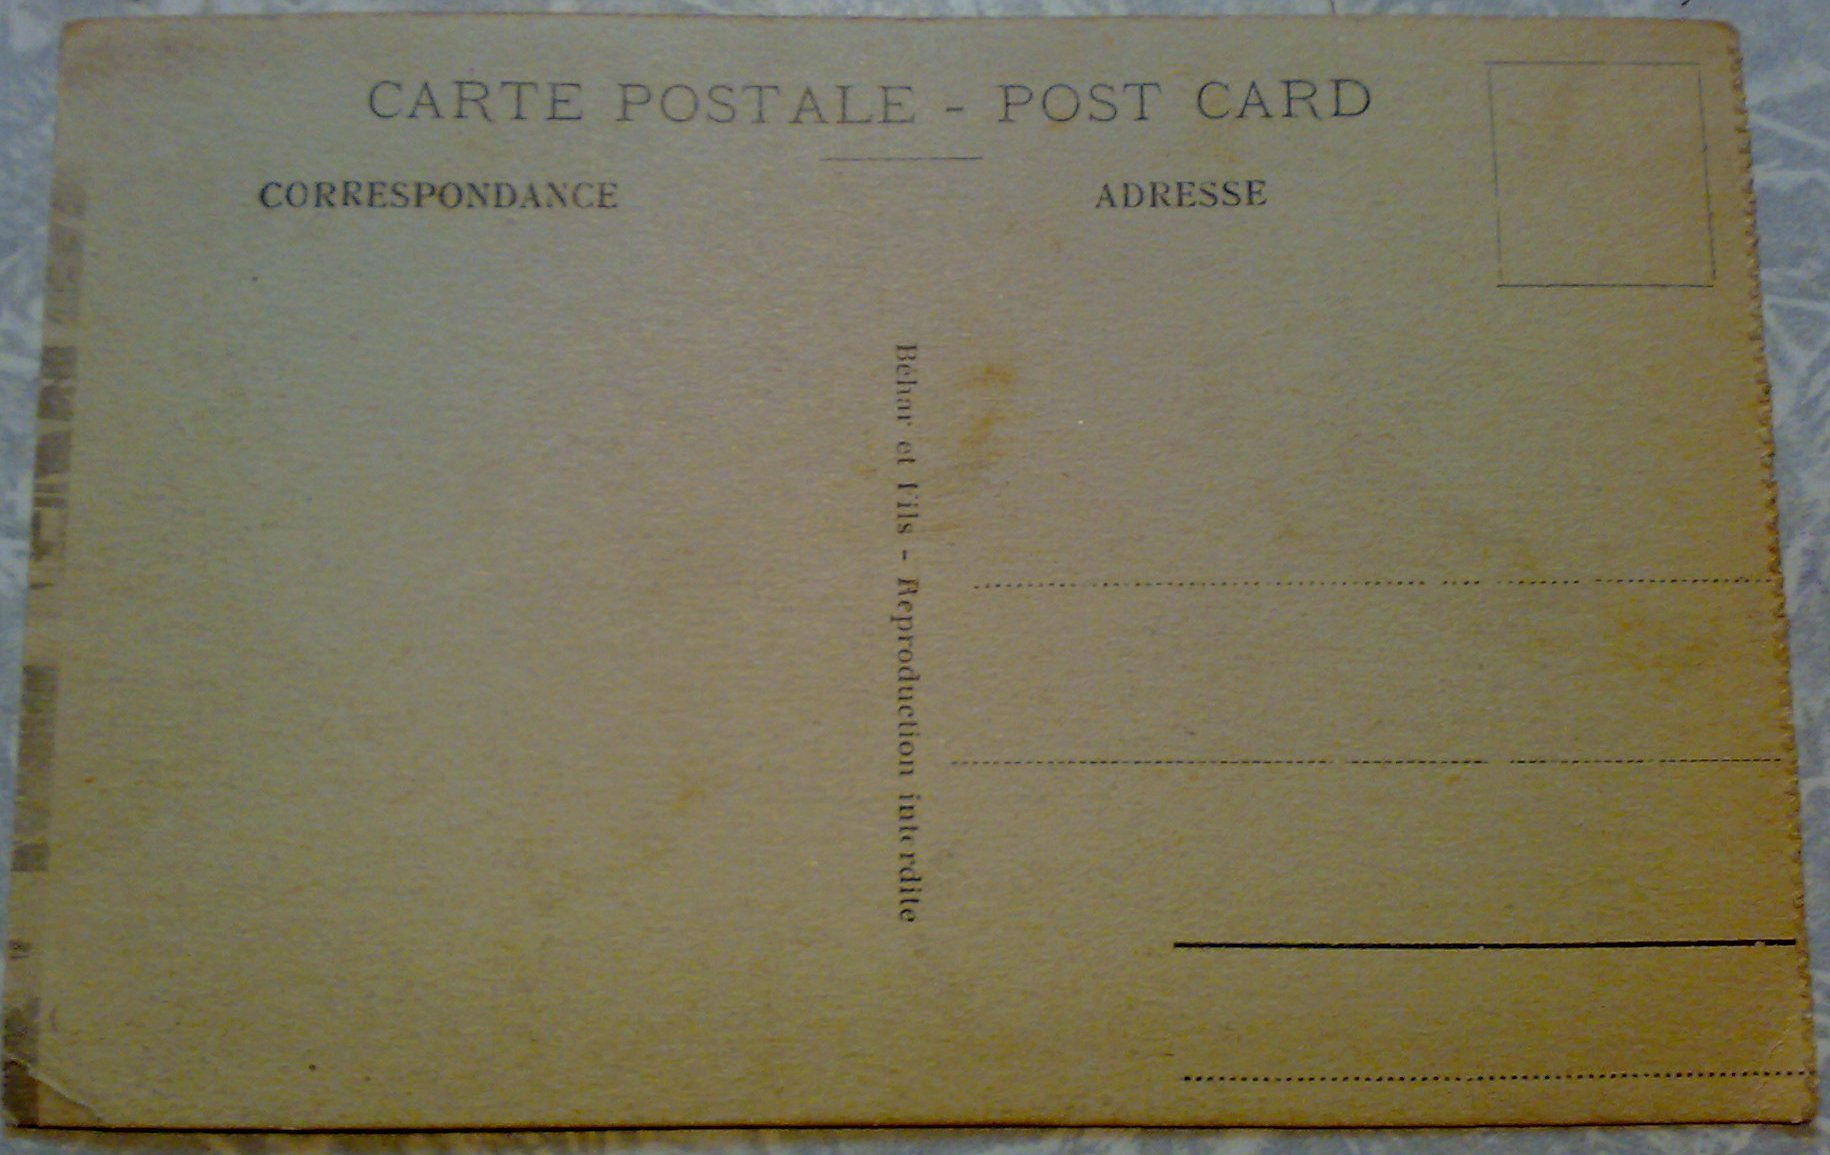 CARTE POSTALE - POST CARD
CORRESPONDANCE
ADRESSE
Béhar et Fils - Reproduction interdite